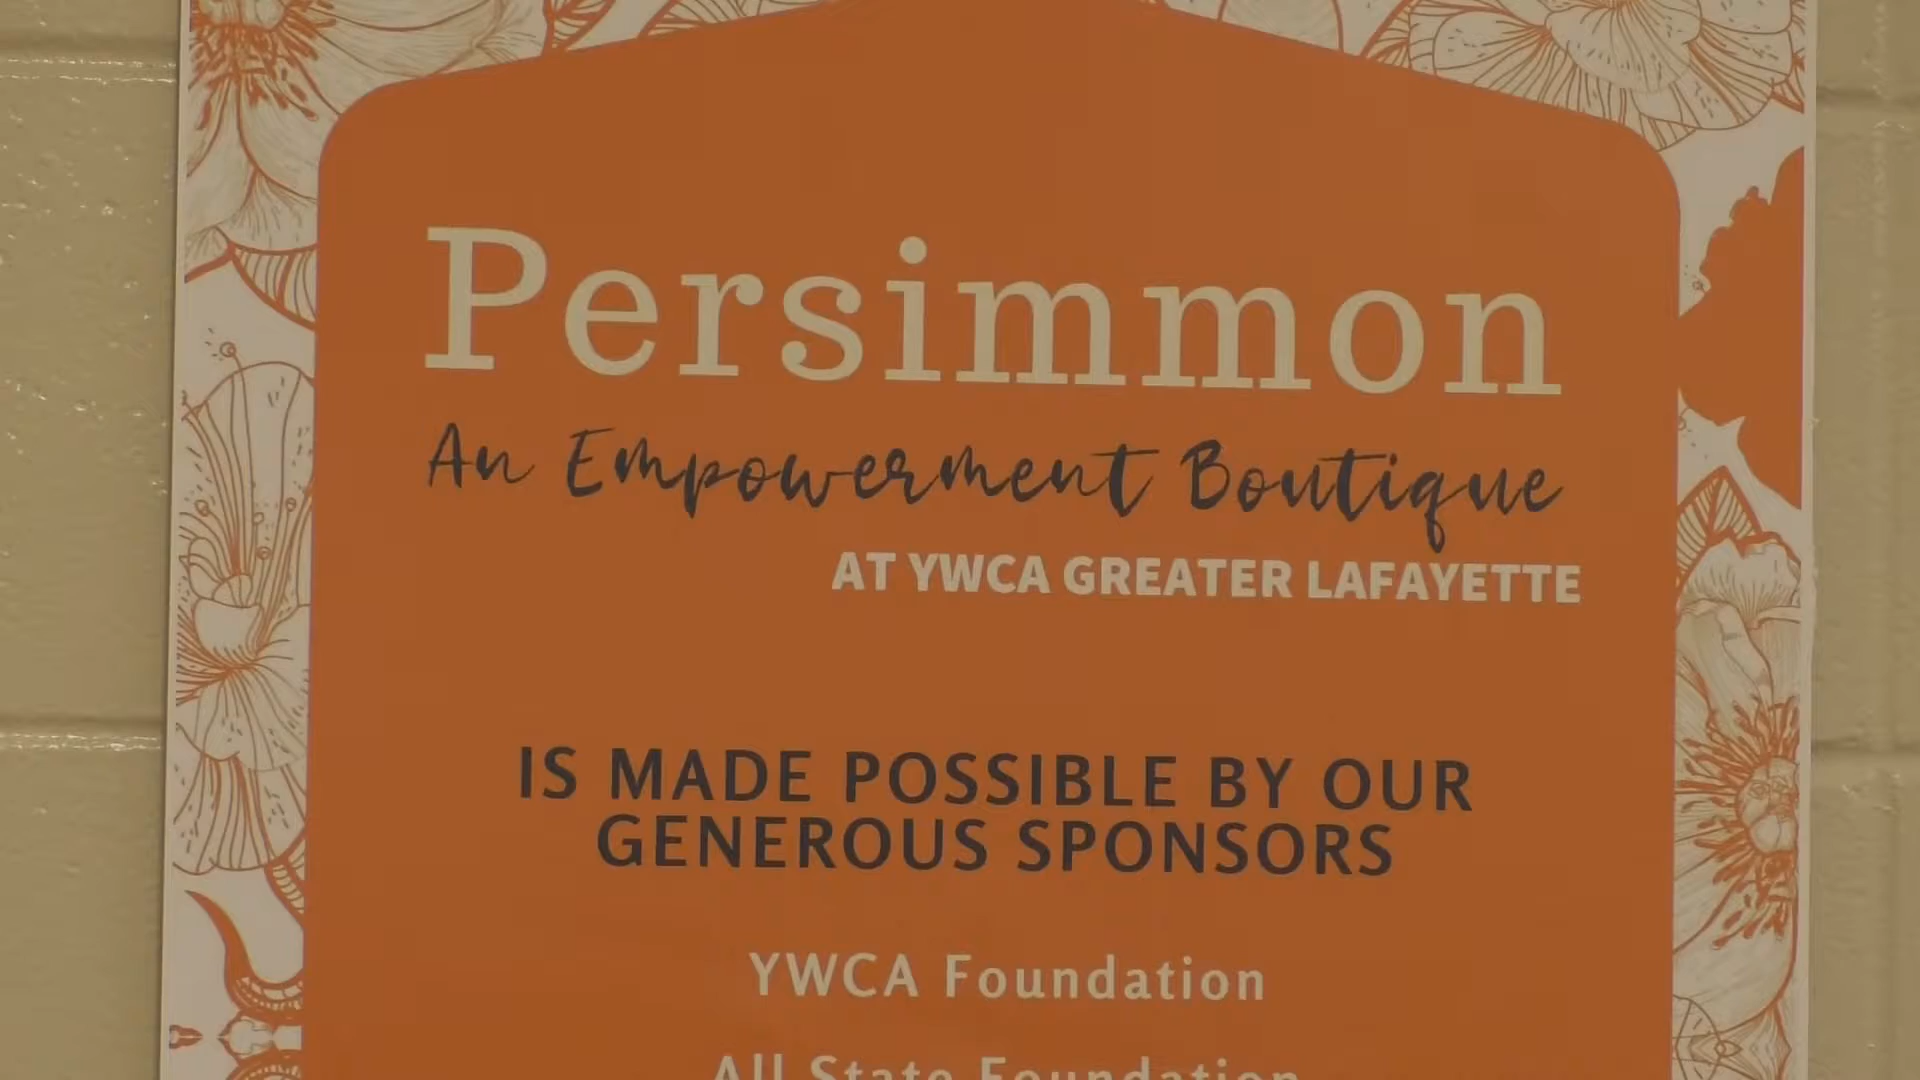 Persimmon
An Empowerment Boutique
AT YWCA GREATER LAFAYETTE
IS MADE POSSIBLE BY OUR
GENEROUS SPONSORS
YWCA Foundation
All State Foundation